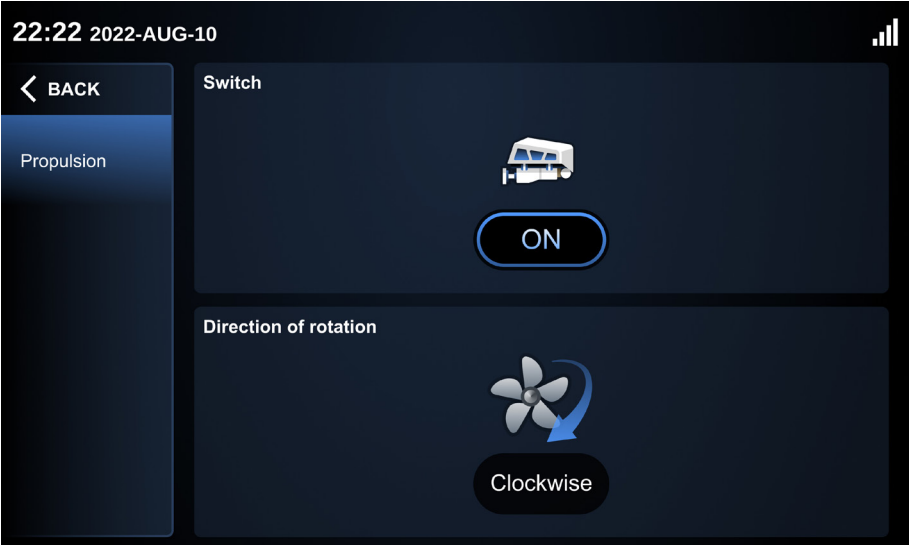 22:22 2022-AUG-10
BACK
Propulsion
Switch
ON
Direction of rotation
Clockwise